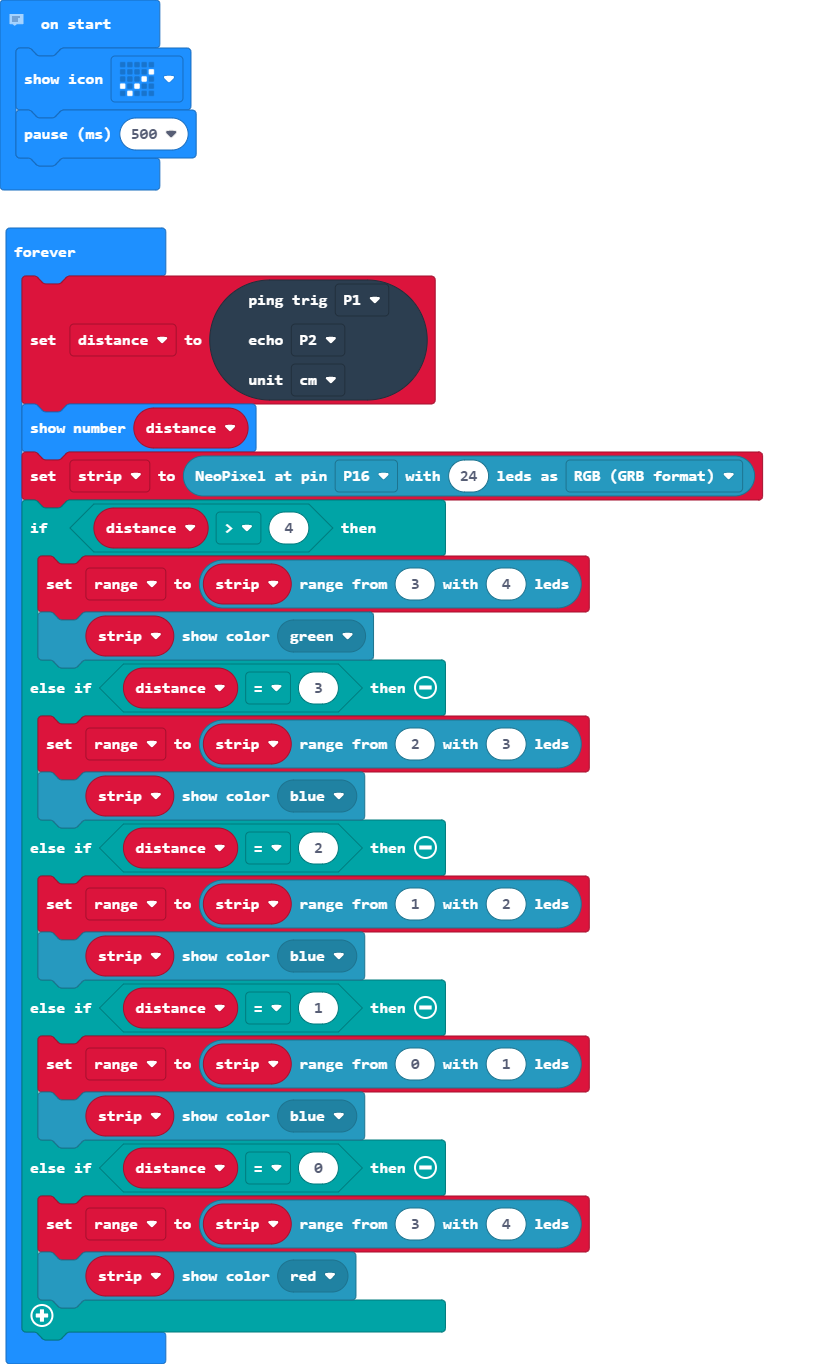 on start
show icon
pause (ms) 500
forever
ping trig P1
set distance to echo P2
unit cm
show number distance
set strip to NeoPixel at pin P16 with 24 leds as RGB (GRB format)
if distance > 4 then
set range to strip range from 3 with 4 leds
strip show color green
else if distance = 3 then
set range to strip range from 2 with 3 leds
strip show color blue
else if distance = 2 then
set range to strip range from 1 with 2 leds
strip show color blue
else if distance = 1 then
set range to strip range from 0 with 1 leds
strip show color blue
else if distance = 0 then
set range to strip range from 3 with 4 leds
strip show color red